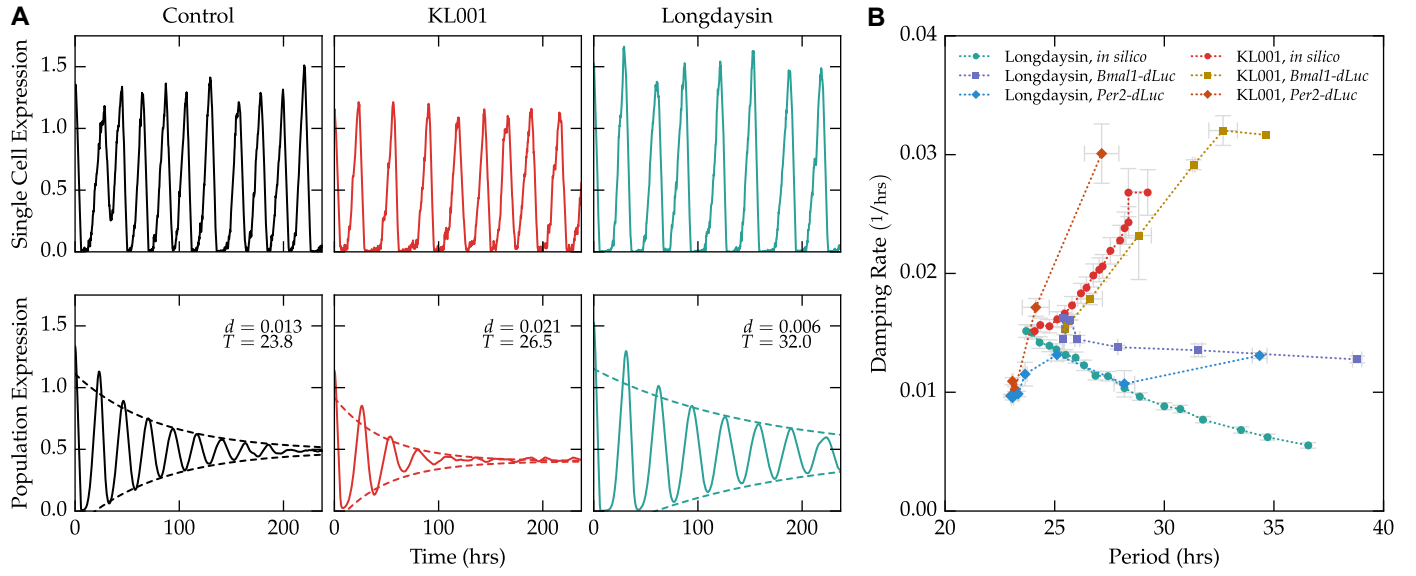 A
Control
KL001
Longdaysin
Single Cell Expression
1.5
1.0
0.5
0.0
Population Expression
1.5
1.0
0.5
0.0
d = 0.013
T = 23.8
d = 0.021
T = 26.5
d = 0.006
T = 32.0
0 100 200
0 100 200
0 100 200
Time (hrs)
B
Damping Rate (1/hrs)
0.04
0.03
0.02
0.01
0.00
Longdaysin, in silico
Longdaysin, Bmal1-dLuc
Longdaysin, Per2-dLuc
KL001, in silico
KL001, Bmal1-dLuc
KL001, Per2-dLuc
20 25 30 35 40
Period (hrs)